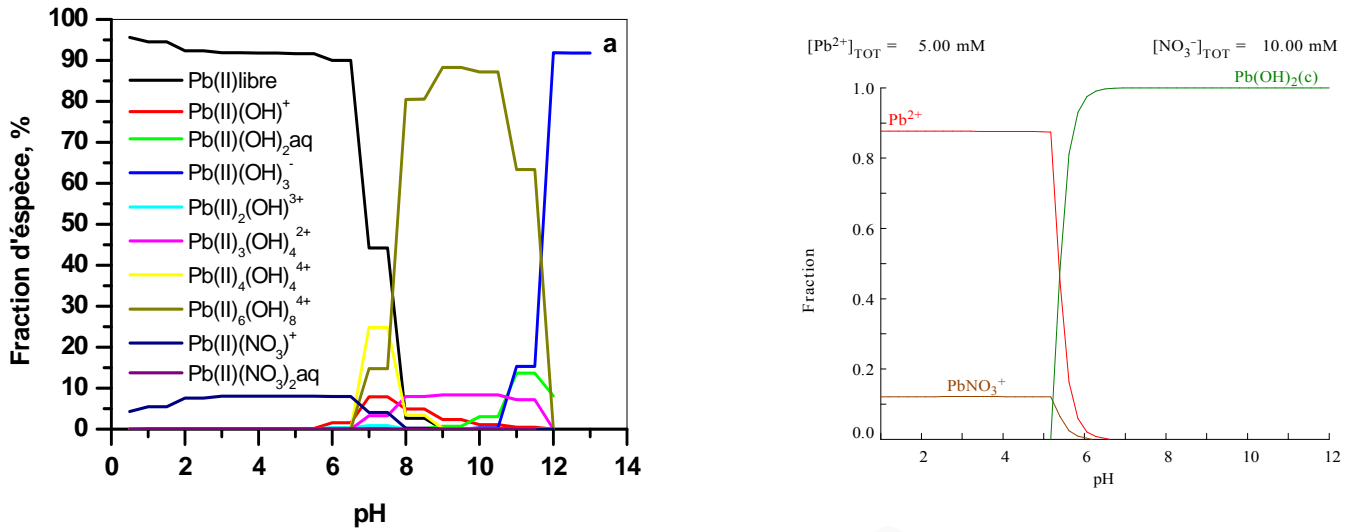 a
Fraction d'éspèce, %
100
90
80
70
60
50
40
30
20
10
0
Pb(II)libre
Pb(II)(OH)⁺
Pb(II)(OH)₂aq
Pb(II)(OH)₃⁻
Pb(II)₂(OH)³⁺
Pb(II)₃(OH)₄²⁺
Pb(II)₄(OH)₄⁴⁺
Pb(II)₆(OH)₈⁴⁺
Pb(II)(NO₃)⁺
Pb(II)(NO₃)₂aq
0 2 4 6 8 10 12 14
pH
[Pb²⁺]TOT = 5.00 mM [NO₃⁻]TOT = 10.00 mM
Pb(OH)₂(c)
Pb²⁺
PbNO₃⁺
Fraction
1.0
0.8
0.6
0.4
0.2
0.0
2 4 6 8 10 12
pH